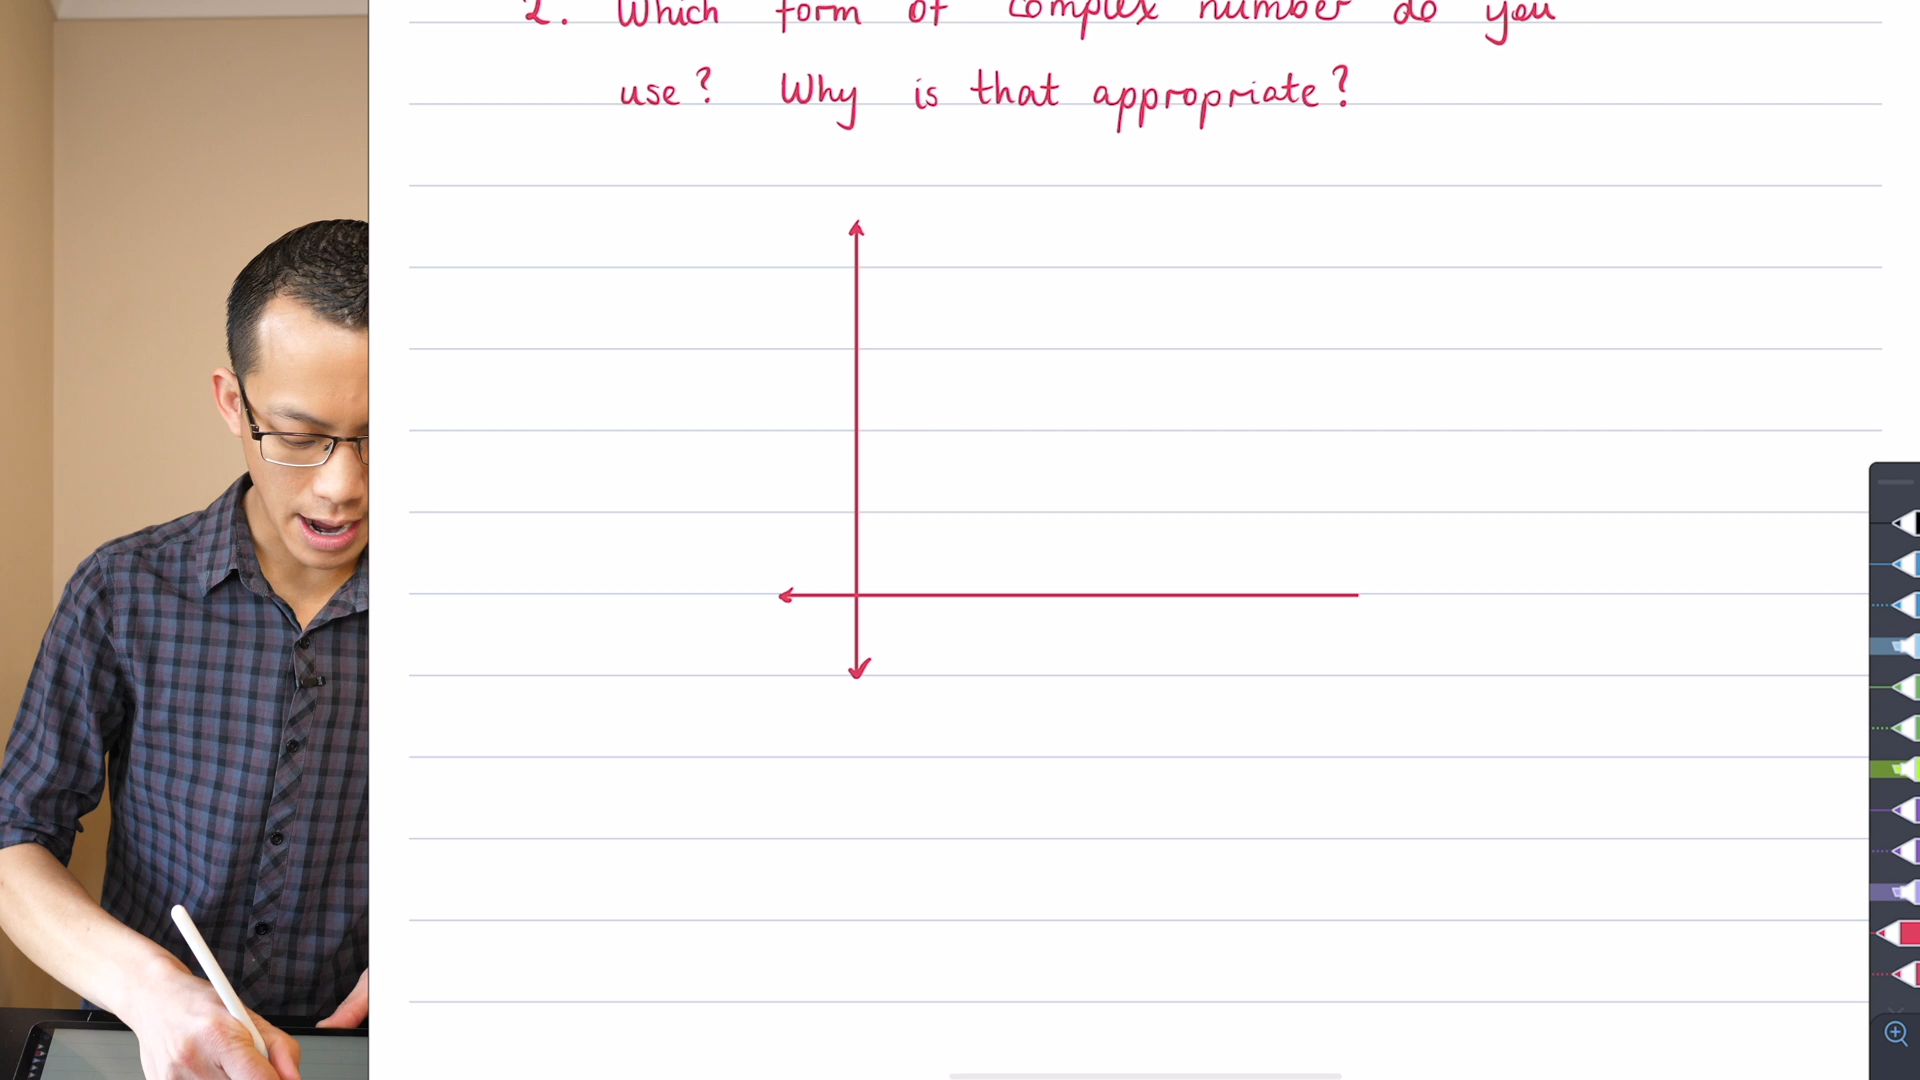 2. Which form of complex number do you
use? Why is that appropriate?